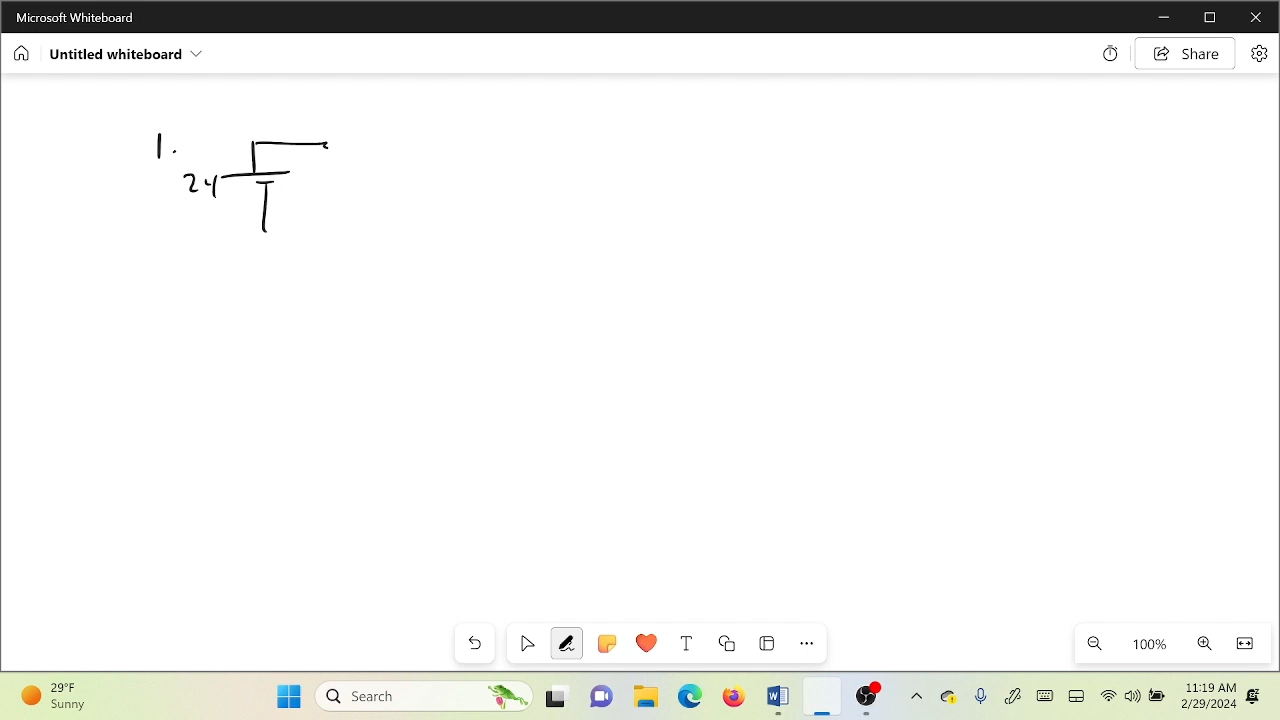 Microsoft Whiteboard
Untitled whiteboard
Share
1.
24
100%
29°F
Sunny
Search
11:19 AM
2/29/2024